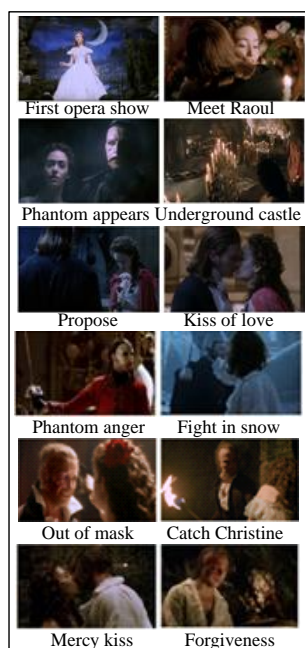 First opera show Meet Raoul
Phantom appears Underground castle
Propose Kiss of love
Phantom anger Fight in snow
Out of mask Catch Christine
Mercy kiss Forgiveness